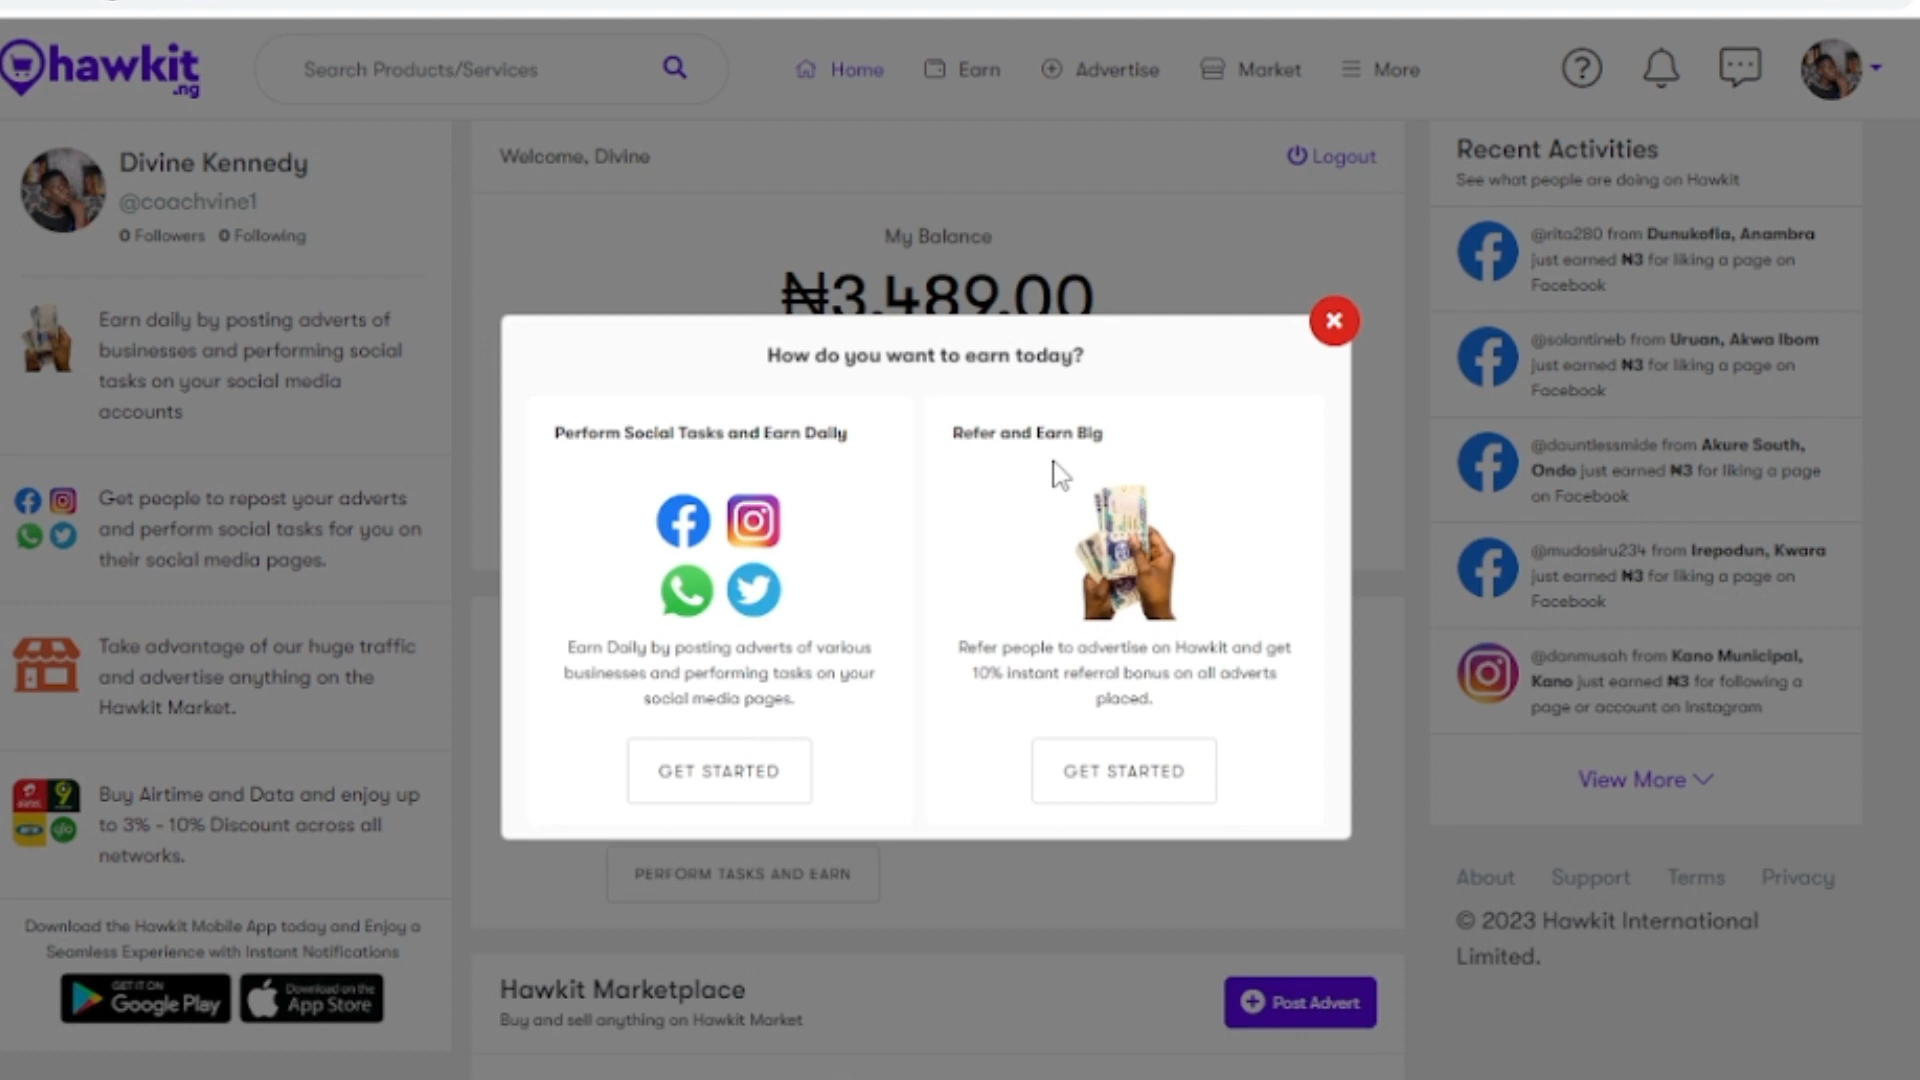 hawkit
.ng
Search Products/Services
Home
Earn
Advertise
Market
More
Divine Kennedy
@coachvine1
0 Followers 0 Following
Earn daily by posting adverts of
businesses and performing social
tasks on your social media
accounts
Get people to repost your adverts
and perform social tasks for you on
their social media pages.
Take advantage of our huge traffic
and advertise anything on the
Hawkit Market.
Buy Airtime and Data and enjoy up
to 3% - 10% Discount across all
networks.
Download the Hawkit Mobile App today and Enjoy a
Seamless Experience with Instant Notifications
GET IT ON
Google Play
Download on the
App Store
Welcome, Divine
Logout
My Balance
₦3,489.00
How do you want to earn today?
Perform Social Tasks and Earn Daily
Earn Daily by posting adverts of various
businesses and performing tasks on your
social media pages.
GET STARTED
Refer and Earn Big
Refer people to advertise on Hawkit and get
10% instant referral bonus on all adverts
placed.
GET STARTED
PERFORM TASKS AND EARN
Hawkit Marketplace
Buy and sell anything on Hawkit Market
Post Advert
Recent Activities
See what people are doing on Hawkit
@rita280 from Dunukofia, Anambra
just earned ₦3 for liking a page on
Facebook
@solantineb from Uruan, Akwa Ibom
just earned ₦3 for liking a page on
Facebook
@dauntlessmide from Akure South,
Ondo just earned ₦3 for liking a page
on Facebook
@mudasiru234 from Irepodun, Kwara
just earned ₦3 for liking a page on
Facebook
@danmusah from Kano Municipal,
Kano just earned ₦3 for following a
page or account on Instagram
View More
About Support Terms Privacy
© 2023 Hawkit International
Limited.